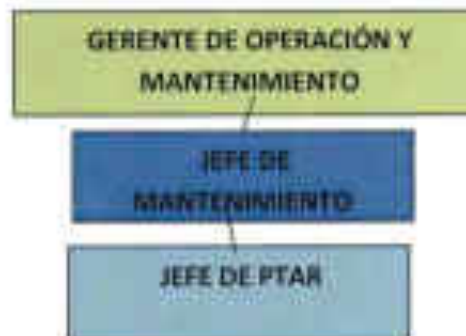 GERENTE DE OPERACIÓN Y
MANTENIMIENTO
JEFE DE
MANTENIMIENTO
JEFE DE PTAR